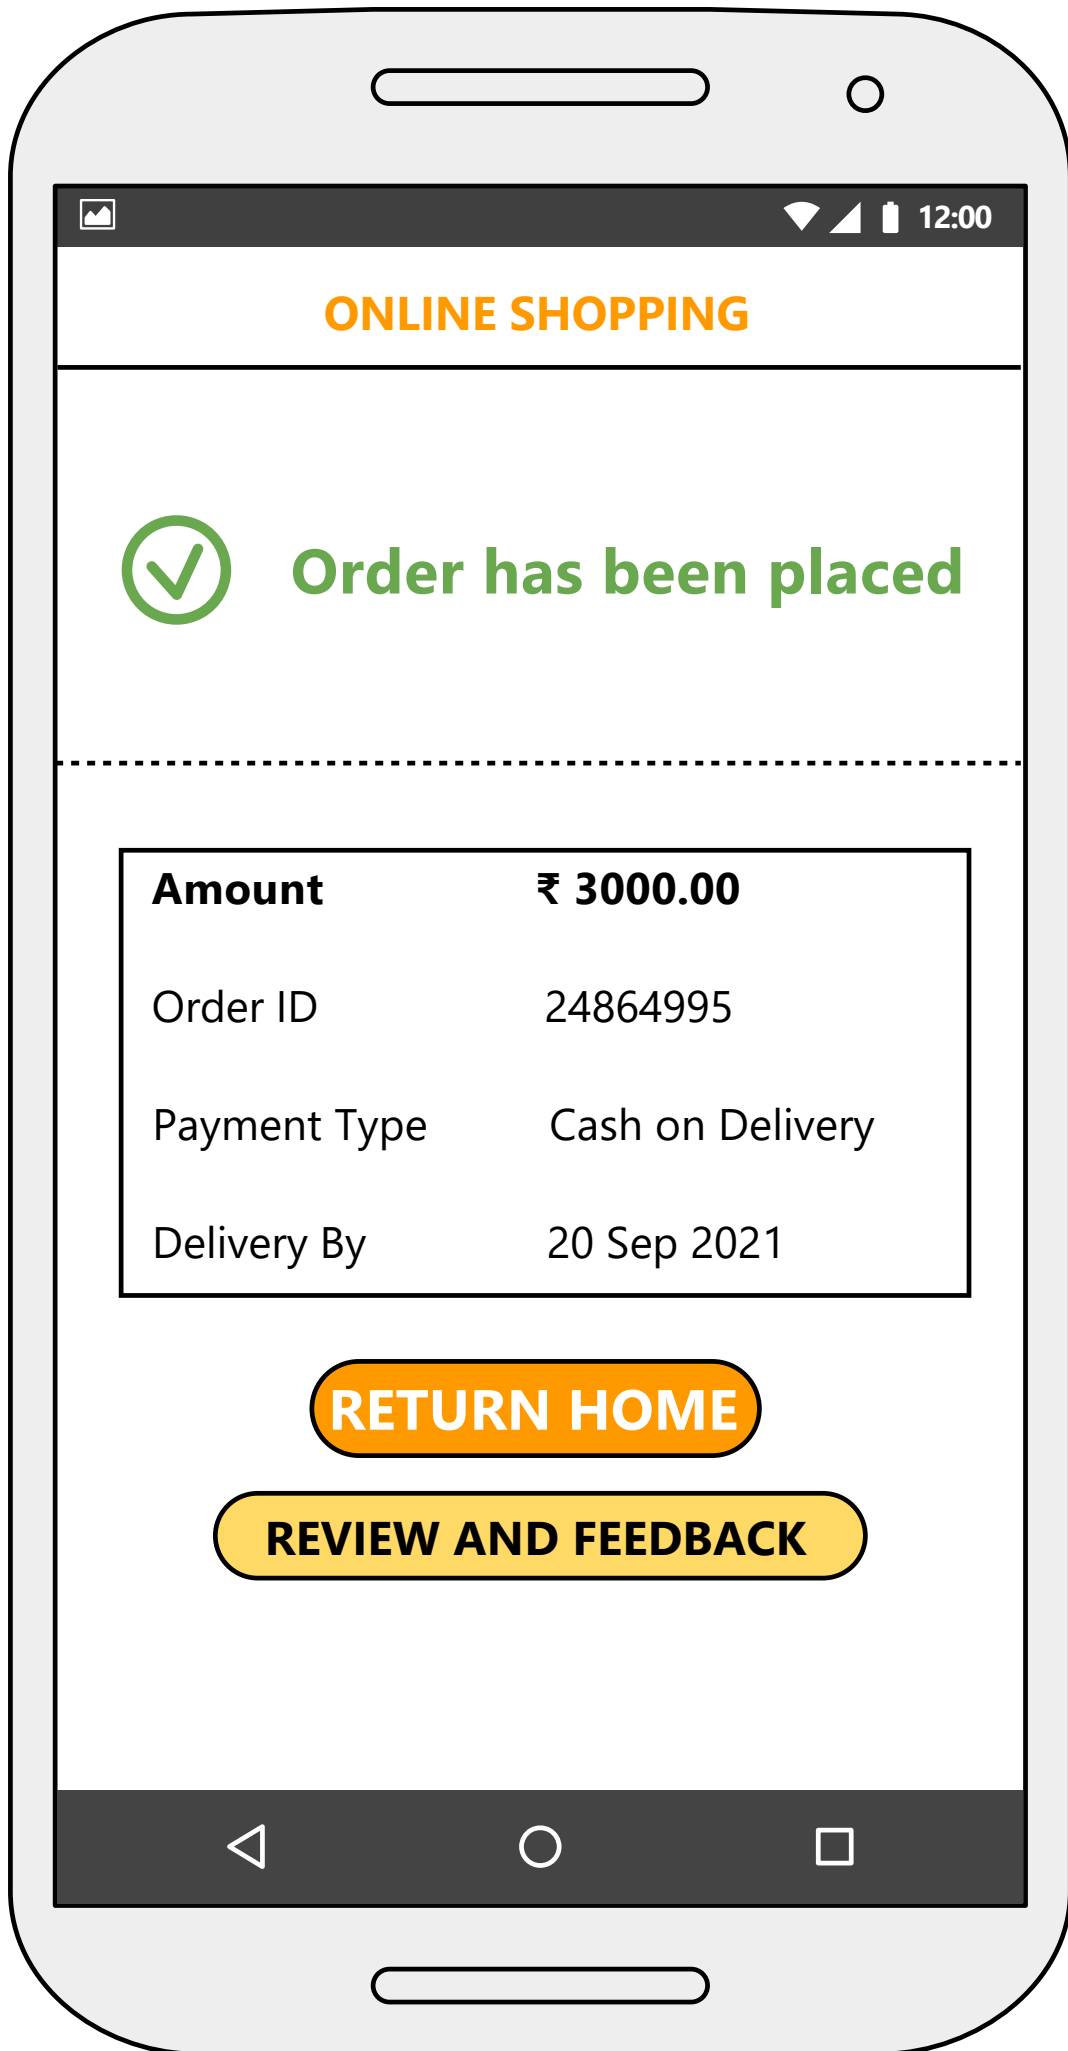 12:00
ONLINE SHOPPING
Order has been placed
Amount ₹ 3000.00
Order ID 24864995
Payment Type Cash on Delivery
Delivery By 20 Sep 2021
RETURN HOME
REVIEW AND FEEDBACK